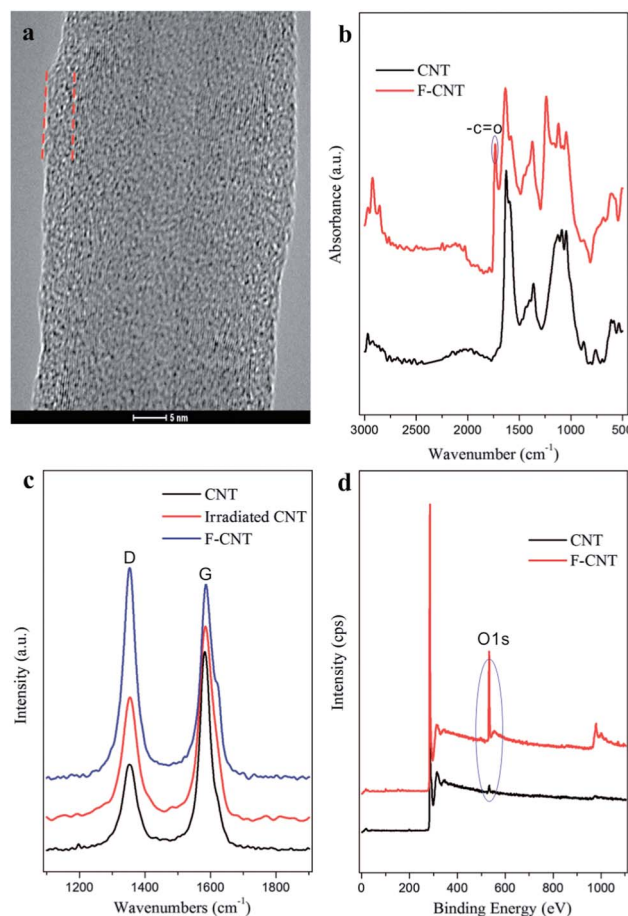 a
5 nm
b
CNT
F-CNT
-c=o
Absorbance (a.u.)
3000 2500 2000 1500 1000 500
Wavenumber (cm-1)
c
CNT
Irradiated CNT
F-CNT
D
G
Intensity (a.u.)
1200 1400 1600 1800
Wavenumbers (cm-1)
d
CNT
F-CNT
O1s
Intensity (cps)
0 200 400 600 800 1000
Binding Energy (eV)